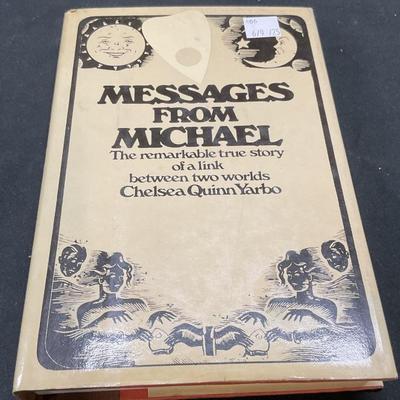 MESSAGES
FROM
MICHAEL
The remarkable true story
of a link
between two worlds
Chelsea Quinn Yarbo